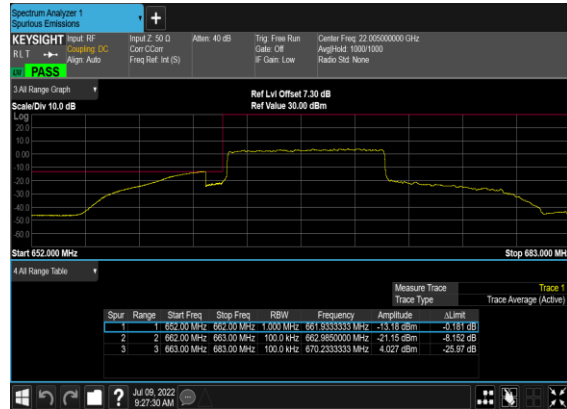 Spectrum Analyzer 1
Spurious Emissions
KEYSIGHT Input: RF Input Z: 50 Ω Atten: 40 dB Trig: Free Run Center Freq: 22.005000000 GHz
RLT Coupling: DC Corr CCorr Gate: Off Avg|Hold: 1000/1000
Align: Auto Freq Ref: Int (S) IF Gain: Low Radio Std: None
PASS
3 All Range Graph
Ref Lvl Offset 7.30 dB
Scale/Div 10.0 dB Ref Value 30.00 dBm
Log
20.0
10.0
0.00
-10.0
-20.0
-30.0
-40.0
-50.0
-60.0
Start 652.000 MHz Stop 683.000 MH
4 All Range Table
Measure Trace Trace 1
Trace Type Trace Average (Active)
Spur Range Start Freq Stop Freq RBW Frequency Amplitude ΔLimit
1 1 652.00 MHz 662.00 MHz 1.000 MHz 661.9333333 MHz -13.18 dBm -0.181 dB
2 2 662.00 MHz 663.00 MHz 100.0 kHz 662.9850000 MHz -21.15 dBm -8.152 dB
3 3 663.00 MHz 683.00 MHz 100.0 kHz 670.2333333 MHz 4.027 dBm -25.97 dB
? Jul 09, 2022
9:27:30 AM